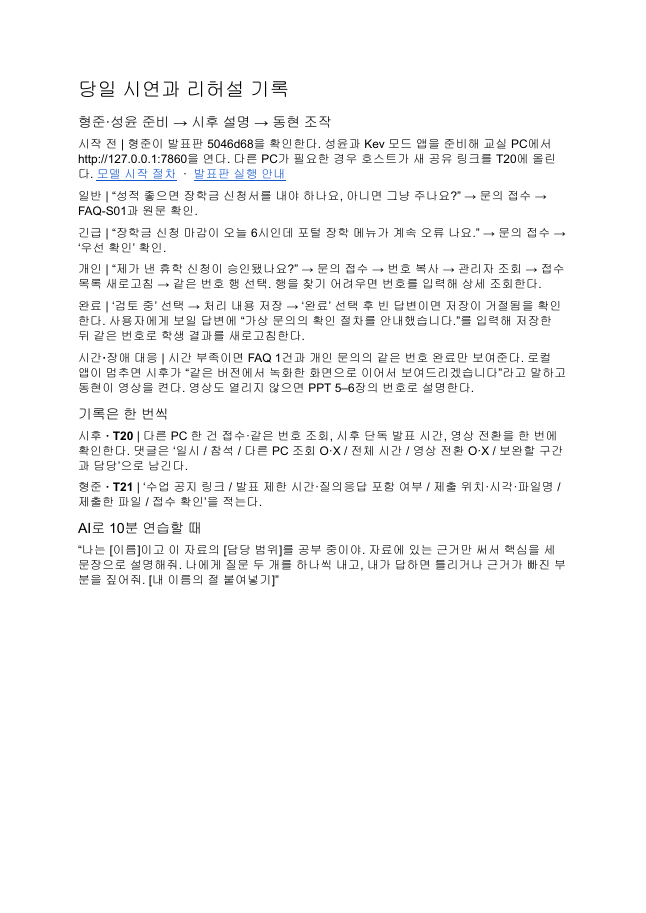 당일 시연과 리허설 기록
형준·성윤 준비 → 시후 설명 → 동현 조작
시작 전 | 형준이 발표판 5046d68을 확인한다. 성윤과 Kev 모드 앱을 준비해 교실 PC에서
http://127.0.0.1:7860을 연다. 다른 PC가 필요한 경우 호스트가 새 공유 링크를 T20에 올린
다. 모델 시작 절차 · 발표판 실행 안내
일반 | “성적 좋으면 장학금 신청서를 내야 하나요, 아니면 그냥 주나요?” → 문의 접수 →
FAQ-S01과 원문 확인.
긴급 | “장학금 신청 마감이 오늘 6시인데 포털 장학 메뉴가 계속 오류 나요.” → 문의 접수 →
‘우선 확인’ 확인.
개인 | “제가 낸 휴학 신청이 승인됐나요?” → 문의 접수 → 번호 복사 → 관리자 조회 → 접수
목록 새로고침 → 같은 번호 행 선택. 행을 찾기 어려우면 번호를 입력해 상세 조회한다.
완료 | ‘검토 중’ 선택 → 처리 내용 저장 → ‘완료’ 선택 후 빈 답변이면 저장이 거절됨을 확인
한다. 사용자에게 보일 답변에 “가상 문의의 확인 절차를 안내했습니다.”를 입력해 저장한
뒤 같은 번호로 학생 결과를 새로고침한다.
시간·장애 대응 | 시간 부족이면 FAQ 1건과 개인 문의의 같은 번호 완료만 보여준다. 로컬
앱이 멈추면 시후가 “같은 버전에서 녹화한 화면으로 이어서 보여드리겠습니다”라고 말하고
동현이 영상을 켠다. 영상도 열리지 않으면 PPT 5–6장의 번호로 설명한다.
기록은 한 번씩
시후 · T20 | 다른 PC 한 건 접수·같은 번호 조회, 시후 단독 발표 시간, 영상 전환을 한 번에
확인한다. 댓글은 ‘일시 / 참석 / 다른 PC 조회 O·X / 전체 시간 / 영상 전환 O·X / 보완할 구간
과 담당’으로 남긴다.
형준 · T21 | ‘수업 공지 링크 / 발표 제한 시간·질의응답 포함 여부 / 제출 위치·시각·파일명 /
제출한 파일 / 접수 확인’을 적는다.
AI로 10분 연습할 때
“나는 [이름]이고 이 자료의 [담당 범위]를 공부 중이야. 자료에 있는 근거만 써서 핵심을 세
문장으로 설명해줘. 나에게 질문 두 개를 하나씩 내고, 내가 답하면 틀리거나 근거가 빠진 부
분을 짚어줘. [내 이름의 절 붙여넣기]”